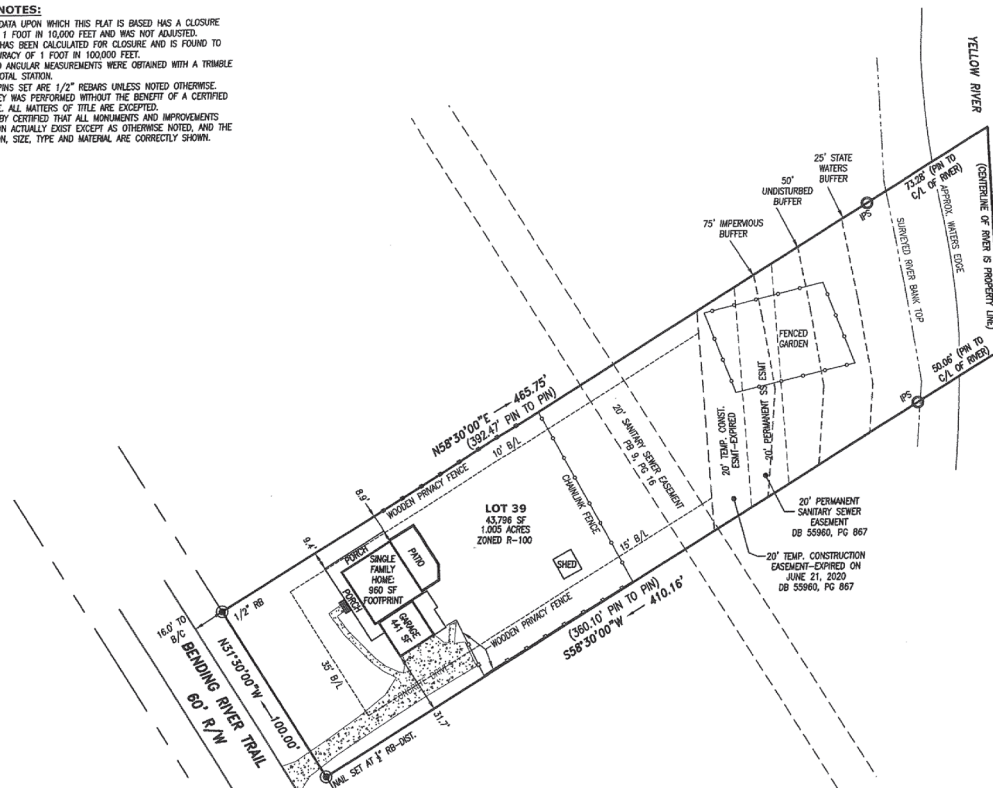 NOTES:
DATA UPON WHICH THIS PLAT IS BASED HAS A CLOSURE
1 FOOT IN 10,000 FEET AND WAS NOT ADJUSTED.
HAS BEEN CALCULATED FOR CLOSURE AND IS FOUND TO
1 FOOT IN 100,000 FEET.
ANGULAR MEASUREMENTS WERE OBTAINED WITH A TRIMBLE
TOTAL STATION.
PINS SET ARE 1/2" REBARS UNLESS NOTED OTHERWISE.
WAS PERFORMED WITHOUT THE BENEFIT OF A CERTIFIED
ALL MATTERS OF TITLE ARE EXCEPTED.
BY CERTIFIED THAT ALL MONUMENTS AND IMPROVEMENTS
ACTUALLY EXIST EXCEPT AS OTHERWISE NOTED, AND THE
SIZE, TYPE AND MATERIAL ARE CORRECTLY SHOWN.
YELLOW RIVER
(CENTERLINE OF RIVER IS PROPERTY LINE)
73.28' (PIN TO
C/L OF RIVER)
IPS
APPROX. WATERS EDGE
SURVEYED RIVER BANK TOP
25' STATE
WATERS
BUFFER
50'
UNDISTURBED
BUFFER
75' IMPERVIOUS
BUFFER
FENCED
GARDEN
50.06' (PIN TO
C/L OF RIVER)
IPS
20' TEMP. CONST.
ESMT-EXPIRED
20' PERMANENT SS ESMT
20' PERMANENT
SANITARY SEWER
EASEMENT
DB 55960, PG 867
20' TEMP. CONSTRUCTION
EASEMENT-EXPIRED ON
JUNE 21, 2020
DB 55960, PG 867
20' SANITARY SEWER EASEMENT
PB 9, PG 16
N58°30'00"E 465.75'
(392.47' PIN TO PIN)
10' B/L
WOODEN PRIVACY FENCE
CHAINLINK FENCE
LOT 39
43,796 SF
1.005 ACRES
ZONED R-100
SHED
15' B/L
8.9'
9.4'
PORCH
PATIO
SINGLE
FAMILY
HOME:
960 SF
FOOTPRINT
PORCH
GARAGE
441 SF
WOODEN PRIVACY FENCE
(360.10' PIN TO PIN)
S58°30'00"W 410.16'
35' B/L
CONCRETE DRIVE
31.7'
1/2" RB
16.0' TO
B/C
N31°30'00"W 100.00'
BENDING RIVER TRAIL
60' R/W
NAIL SET AT ½" RB-DIST.